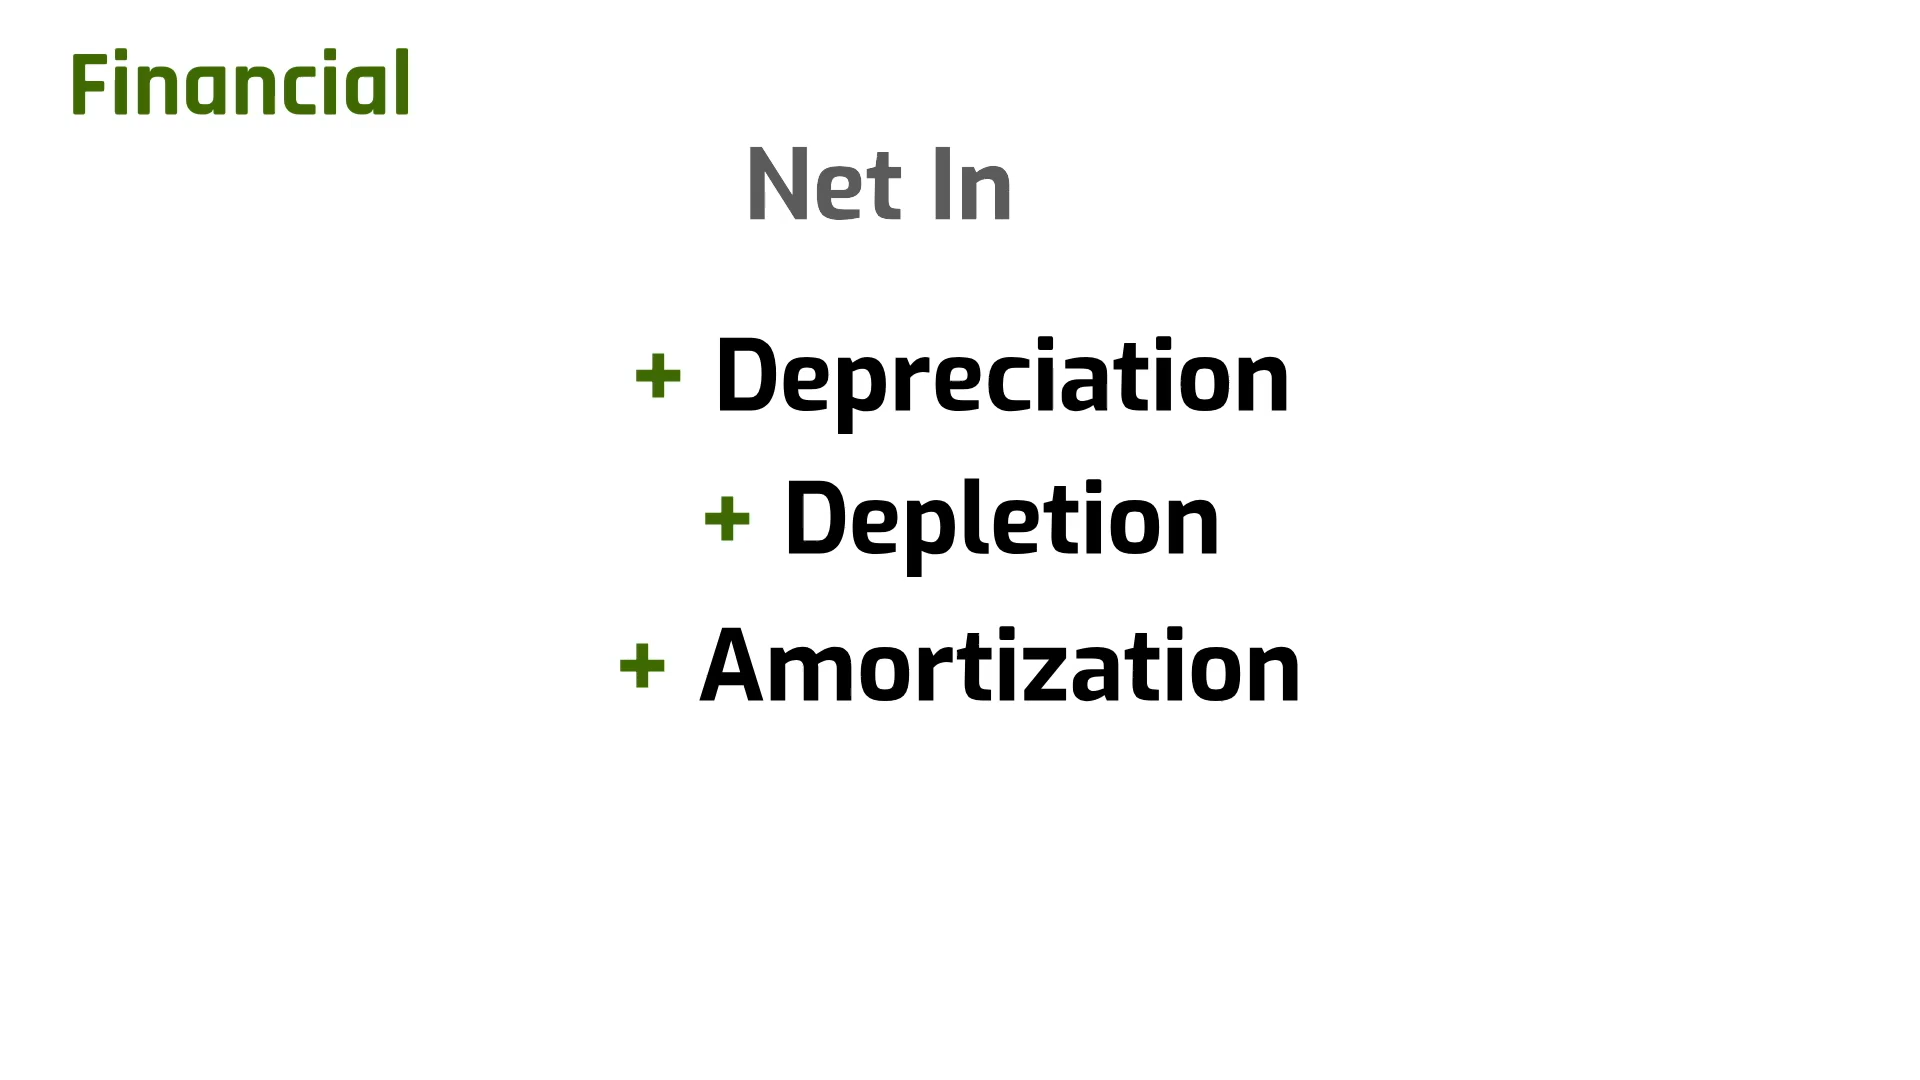 Financial
Net In
+ Depreciation
+ Depletion
+ Amortization